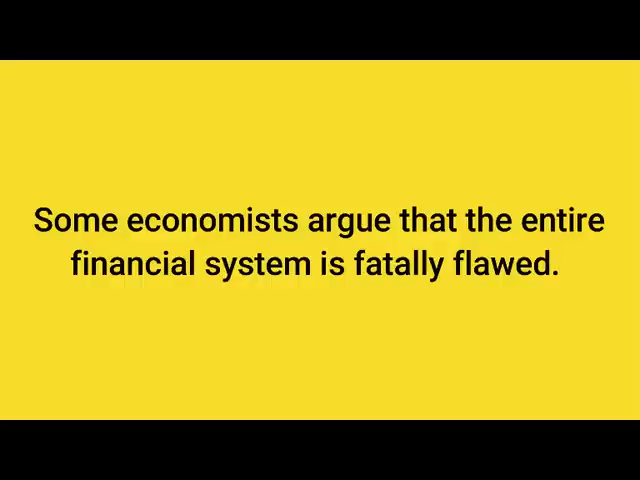 Some economists argue that the entire
financial system is fatally flawed.